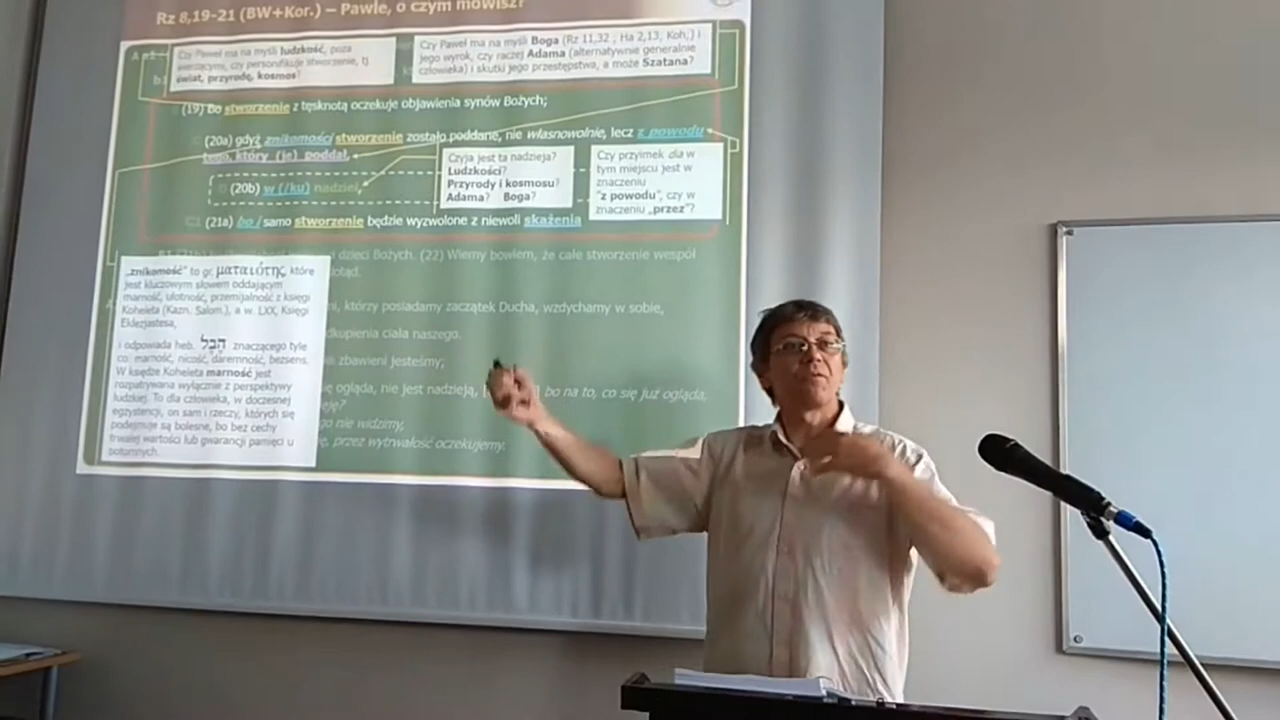 Rz 8,19-21 (BW+Kor.) – Pawle, o czym mówisz?
Czy Paweł ma na myśli ludzkość, poza
wierzącymi, czy personifikuje stworzenie, tj.
świat, przyrodę, kosmos?
Czy Paweł ma na myśli Boga (Rz 11,32 ; Ha 2,13; Koh,) i
jego wyrok, czy raczej Adama (alternatywnie generalnie
człowieka) i skutki jego przestępstwa, a może Szatana?
(19) Bo stworzenie z tęsknotą oczekuje objawienia synów Bożych;
(20a) gdyż znikomości stworzenie zostało poddane, nie własnowolnie, lecz z powodu
tego, który (je) poddał,
(20b) w (/ku) nadziei,
Czyja jest ta nadzieja?
Ludzkości?
Przyrody i kosmosu?
Adama? Boga?
Czy przyimek dia w
tym miejscu jest w
znaczeniu
"z powodu", czy w
znaczeniu „przez"?
(21a) bo i samo stworzenie będzie wyzwolone z niewoli skażenia
dzieci Bożych. (22) Wiemy bowiem, że całe stworzenie wespół
dotąd.
którzy posiadamy zaczątek Ducha, wzdychamy w sobie,
odkupienia ciała naszego.
zbawieni jesteśmy;
ogląda, nie jest nadzieją, bo na to, co się już ogląda,
go nie widzimy,
przez wytrwałość oczekujemy.
„znikomość" to gr. ματαιότης, które
jest kluczowym słowem oddającym
marność, ulotność, przemijalność z księgi
Koheleta (Kazn. Salom.), a w. LXX, Księgi
Eklezjastesa,
i odpowiada heb. הֶבֶל znaczącego tyle
co: marność, nicość, daremność, bezsens.
W księdze Koheleta marność jest
rozpatrywana wyłącznie z perspektywy
ludzkiej. To dla człowieka, w doczesnej
egzystencji, on sam i rzeczy, których się
podejmuje są bolesne, bo bez cechy
trwałej wartości lub gwarancji pamięci u
potomnych.